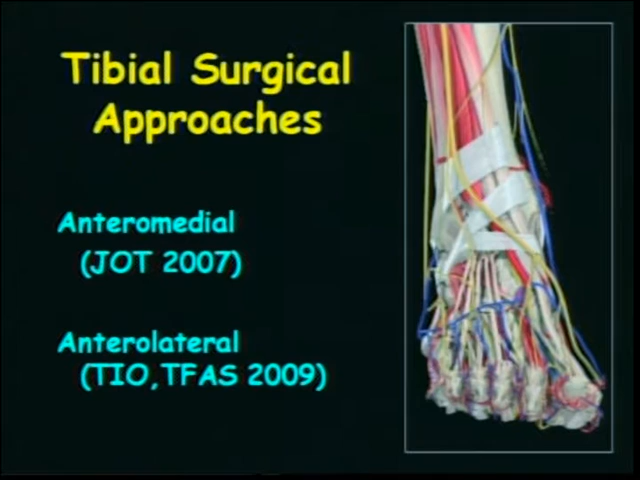 Tibial Surgical
Approaches
Anteromedial
(JOT 2007)
Anterolateral
(TIO,TFAS 2009)